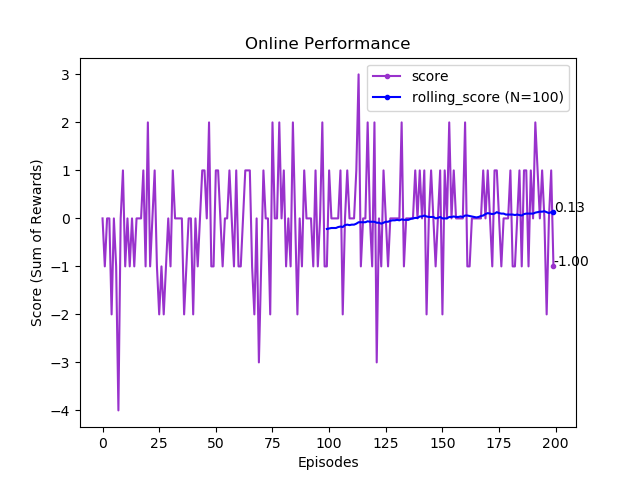 Online Performance
score
rolling_score (N=100)
Score (Sum of Rewards)
3
2
1
0
−1
−2
−3
−4
0.13
-1.00
0 25 50 75 100 125 150 175 200
Episodes